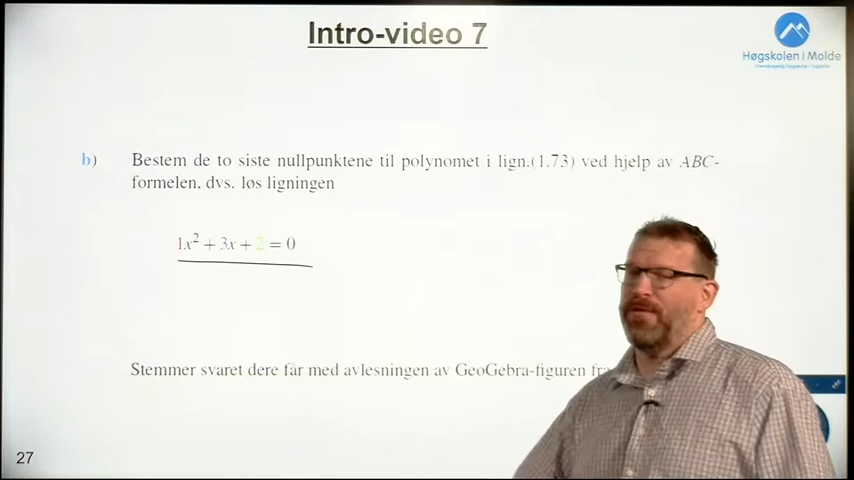 Intro-video 7
Høgskolen i Molde
b) Bestem de to siste nullpunktene til polynomet i lign.(1.73) ved hjelp av ABC-
formelen, dvs. løs ligningen
1x² + 3x + 2 = 0
Stemmer svaret dere får med avlesningen av GeoGebra-figuren
27